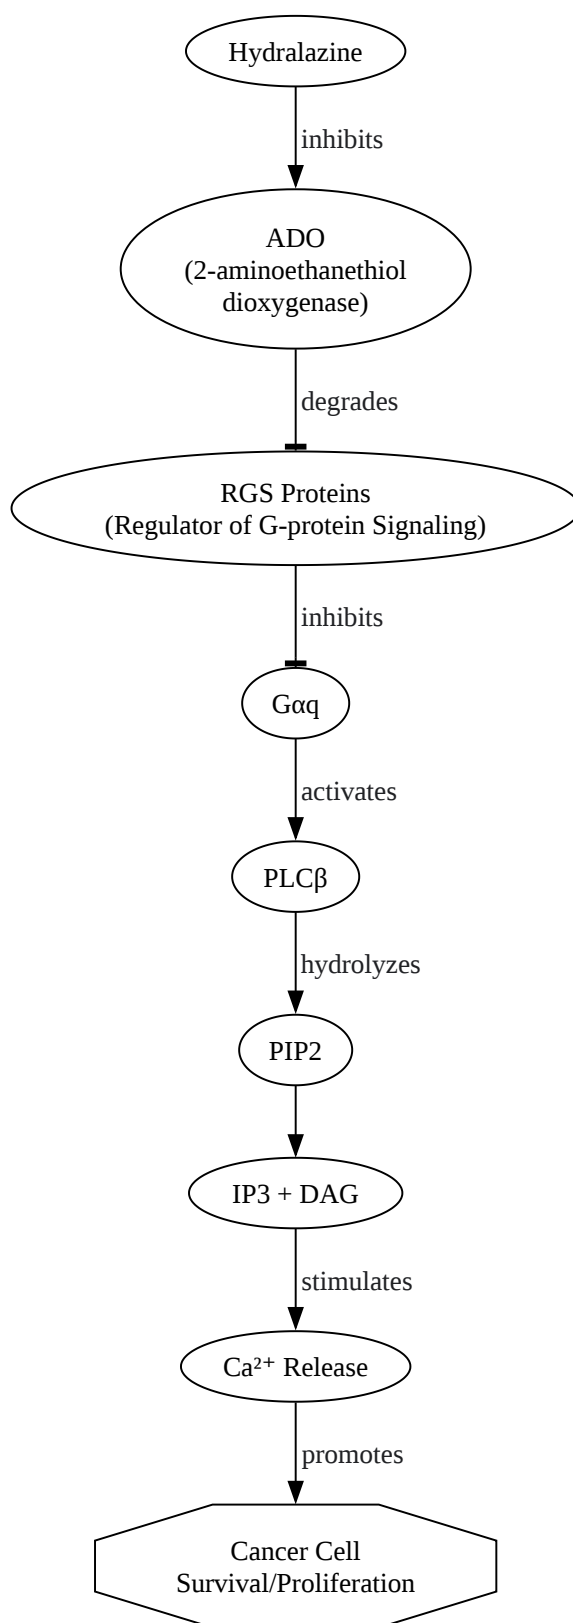 Hydralazine
inhibits
ADO
(2-aminoethanethiol
dioxygenase)
degrades
RGS Proteins
(Regulator of G-protein Signaling)
inhibits
Gαq
activates
PLCβ
hydrolyzes
PIP2
IP3 + DAG
stimulates
Ca²⁺ Release
promotes
Cancer Cell
Survival/Proliferation